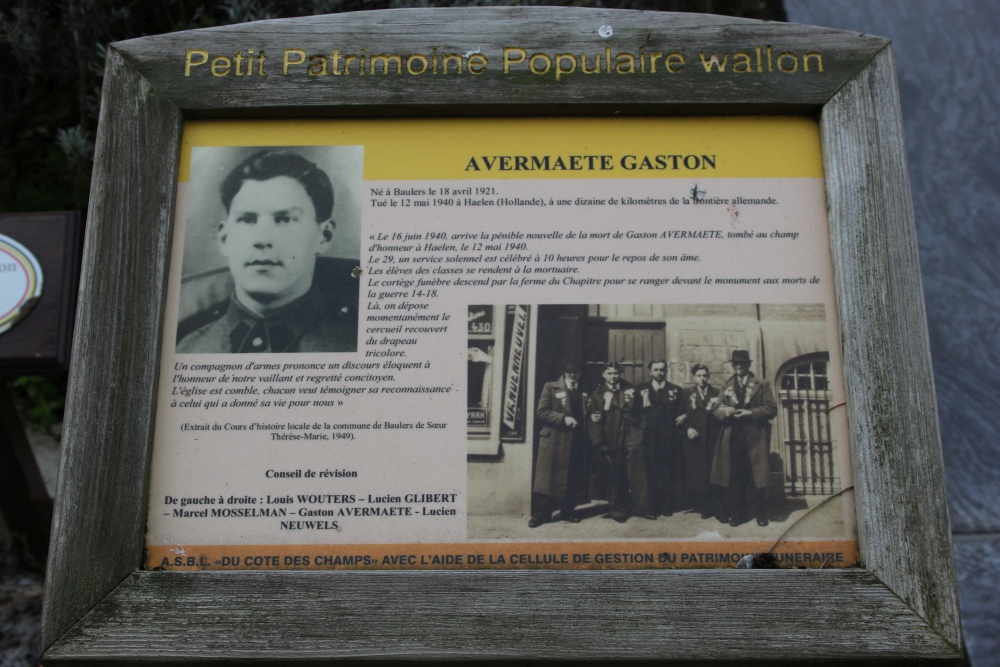 Petit Patrimoine Populaire wallon
AVERMAETE GASTON
Né à Baulers le 18 avril 1921.
Tué le 12 mai 1940 à Haelen (Hollande), à une dizaine de kilomètres de la frontière allemande.
« Le 16 juin 1940, arrive la pénible nouvelle de la mort de Gaston AVERMAETE, tombé au champ
d'honneur à Haelen, le 12 mai 1940.
Le 29, un service solennel est célébré à 10 heures pour le repos de son âme.
Les élèves des classes se rendent à la mortuaire.
Le cortège funèbre descend par la ferme du Chapitre pour se ranger devant le monument aux morts de
la guerre 14-18.
Là, on dépose
momentanément le
cercueil recouvert
du drapeau
tricolore.
Un compagnon d'armes prononce un discours éloquent à
l'honneur de notre vaillant et regretté concitoyen.
L'église est comble, chacun veut témoigner sa reconnaissance
à celui qui a donné sa vie pour nous »
(Extrait du Cours d'histoire locale de la commune de Baulers de Sœur
Thérèse-Marie, 1949).
Conseil de révision
De gauche à droite : Louis WOUTERS – Lucien GLIBERT
– Marcel MOSSELMAN – Gaston AVERMAETE - Lucien
NEUWELS
430
A.S.B.L. «DU COTE DES CHAMPS» AVEC L'AIDE DE LA CELLULE DE GESTION DU PATRIMOINE FUNERAIRE